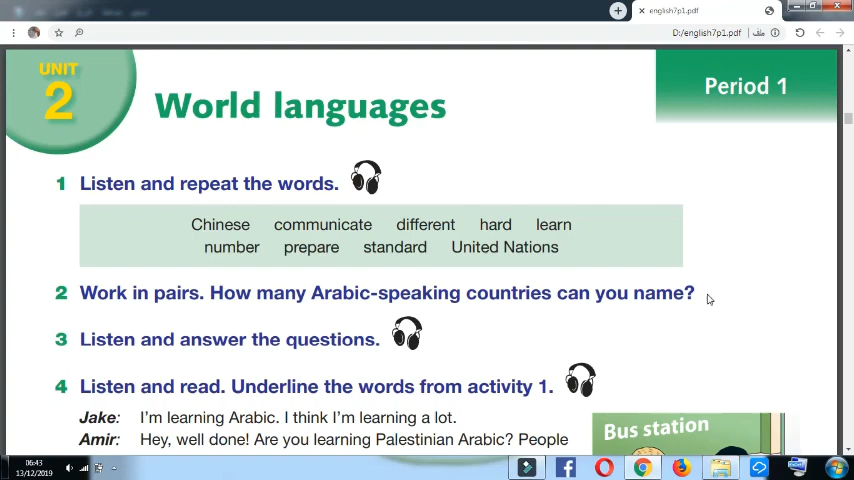 english7p1.pdf
D:/english7p1.pdf
ملف
UNIT
2
World languages
Period 1
1 Listen and repeat the words.
Chinese communicate different hard learn
number prepare standard United Nations
2 Work in pairs. How many Arabic-speaking countries can you name?
3 Listen and answer the questions.
4 Listen and read. Underline the words from activity 1.
Jake: I'm learning Arabic. I think I'm learning a lot.
Amir: Hey, well done! Are you learning Palestinian Arabic? People
Bus station
06:43
13/12/2019